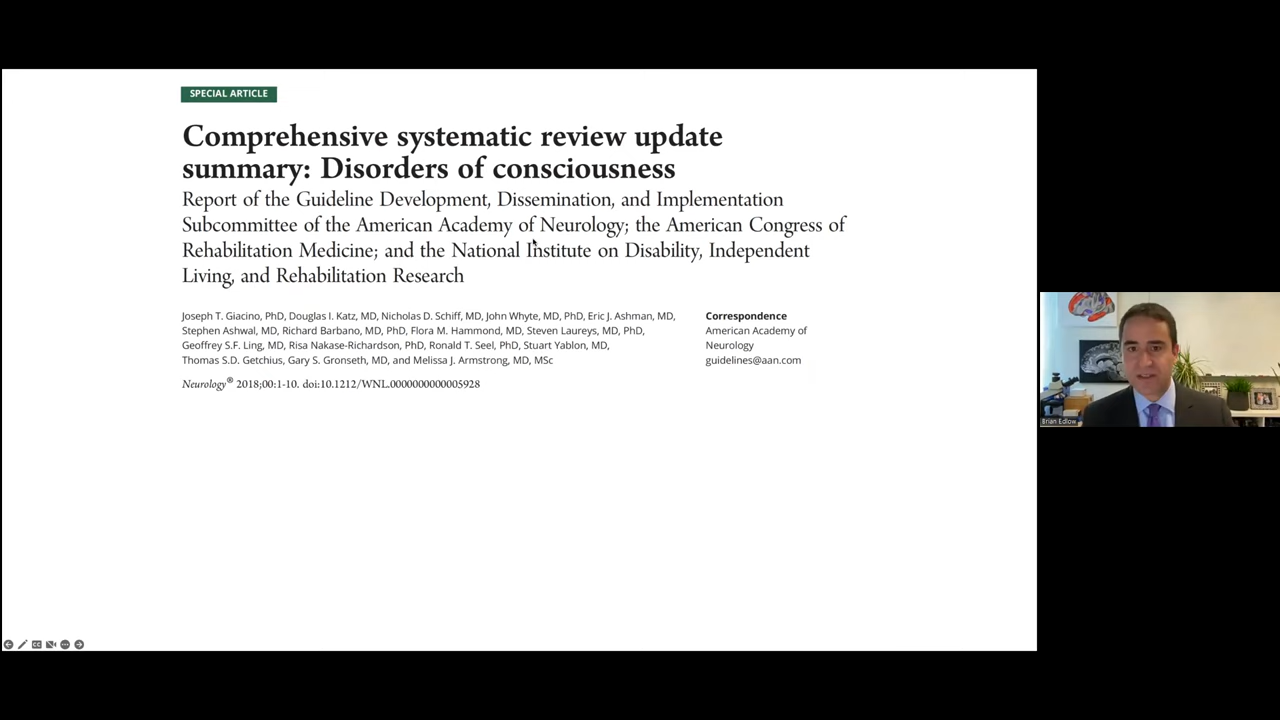 SPECIAL ARTICLE
Comprehensive systematic review update
summary: Disorders of consciousness
Report of the Guideline Development, Dissemination, and Implementation
Subcommittee of the American Academy of Neurology; the American Congress of
Rehabilitation Medicine; and the National Institute on Disability, Independent
Living, and Rehabilitation Research
Joseph T. Giacino, PhD, Douglas I. Katz, MD, Nicholas D. Schiff, MD, John Whyte, MD, PhD, Eric J. Ashman, MD,
Stephen Ashwal, MD, Richard Barbano, MD, PhD, Flora M. Hammond, MD, Steven Laureys, MD, PhD,
Geoffrey S.F. Ling, MD, Risa Nakase-Richardson, PhD, Ronald T. Seel, PhD, Stuart Yablon, MD,
Thomas S.D. Getchius, Gary S. Gronseth, MD, and Melissa J. Armstrong, MD, MSc
Correspondence
American Academy of
Neurology
guidelines@aan.com
Neurology® 2018;00:1-10. doi:10.1212/WNL.0000000000005928
Brian Edlow